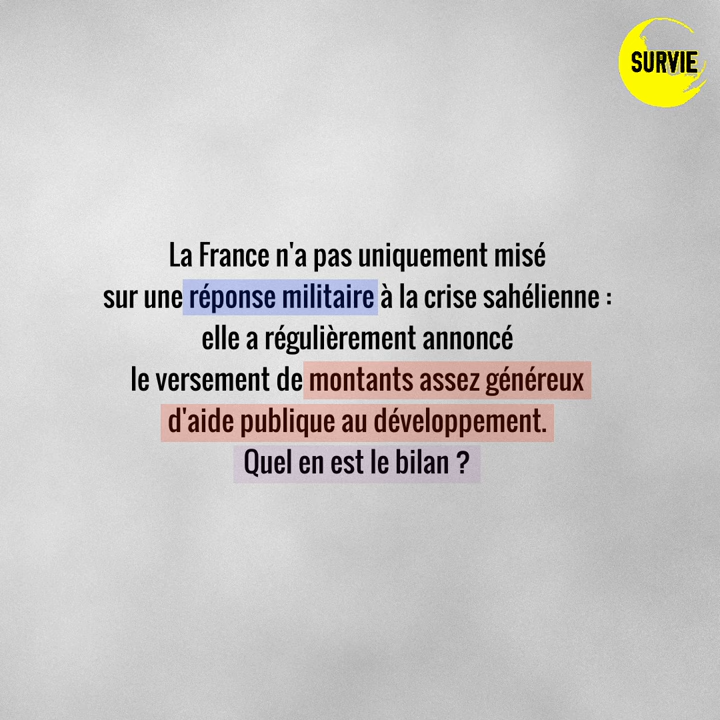 SURVIE
La France n'a pas uniquement misé
sur une réponse militaire à la crise sahélienne :
elle a régulièrement annoncé
le versement de montants assez généreux
d'aide publique au développement.
Quel en est le bilan ?